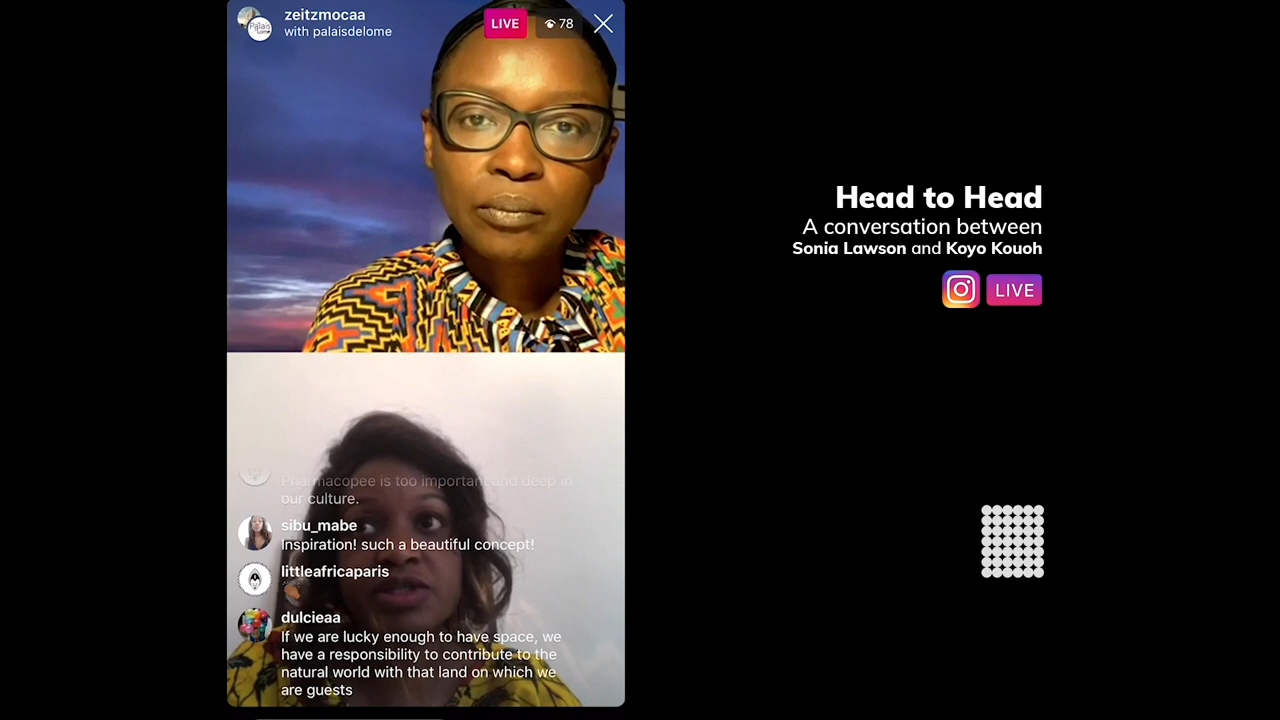 zeitzmocaa
with palaisdelome
LIVE
78
Head to Head
A conversation between
Sonia Lawson and Koyo Kouoh
LIVE
Pharmacopee is too important and deep in
our culture.
sibu_mabe
Inspiration! such a beautiful concept!
littleafricaparis
dulcieaa
If we are lucky enough to have space, we
have a responsibility to contribute to the
natural world with that land on which we
are guests